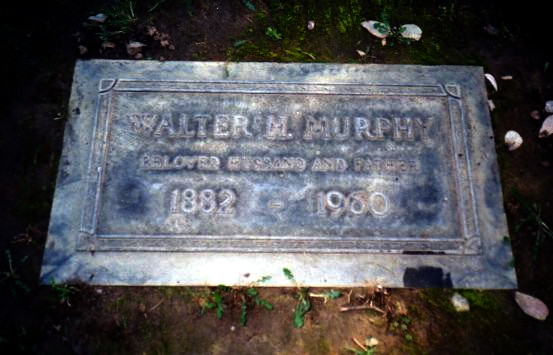 WALTER H. MURPHY
BELOVED HUSBAND AND FATHER
1882 - 1960